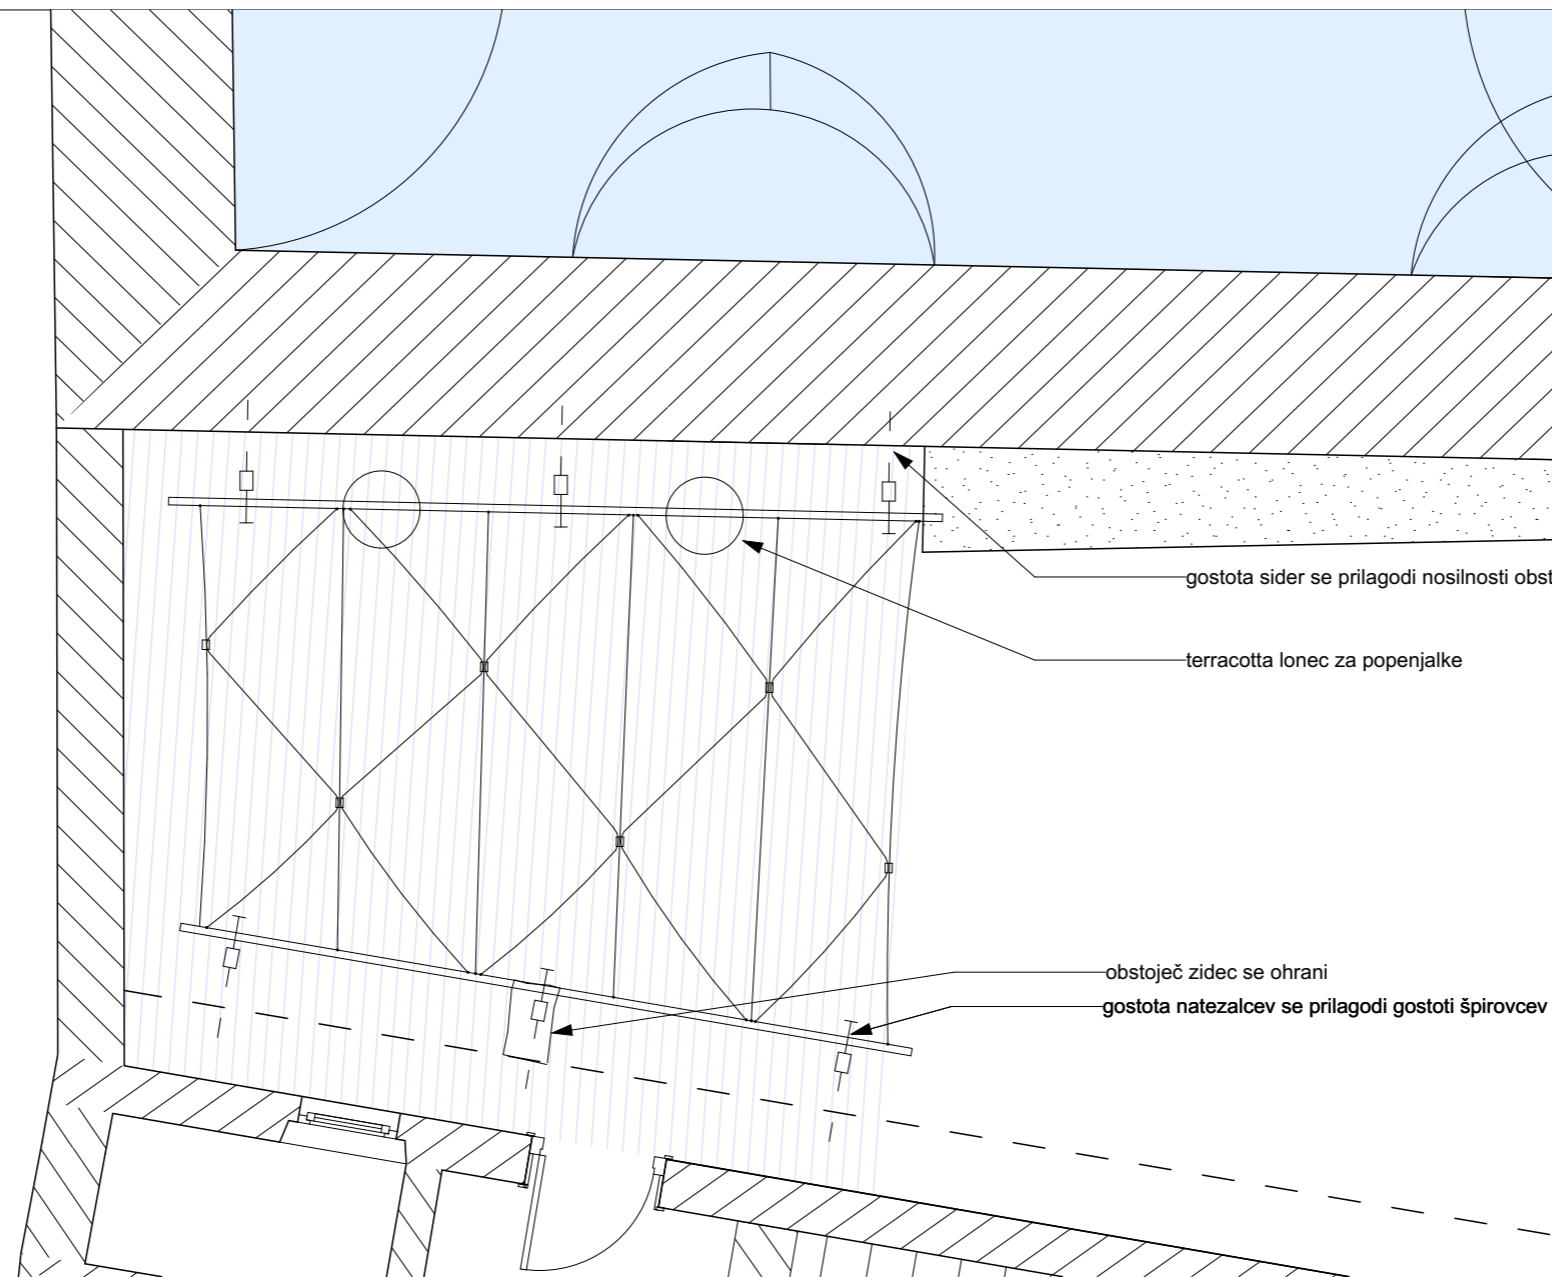 gostota sider se prilagodi nosilnosti obst
terracotta lonec za popenjalke
obstoječ zidec se ohrani
gostota natezalcev se prilagodi gostoti špirovcev